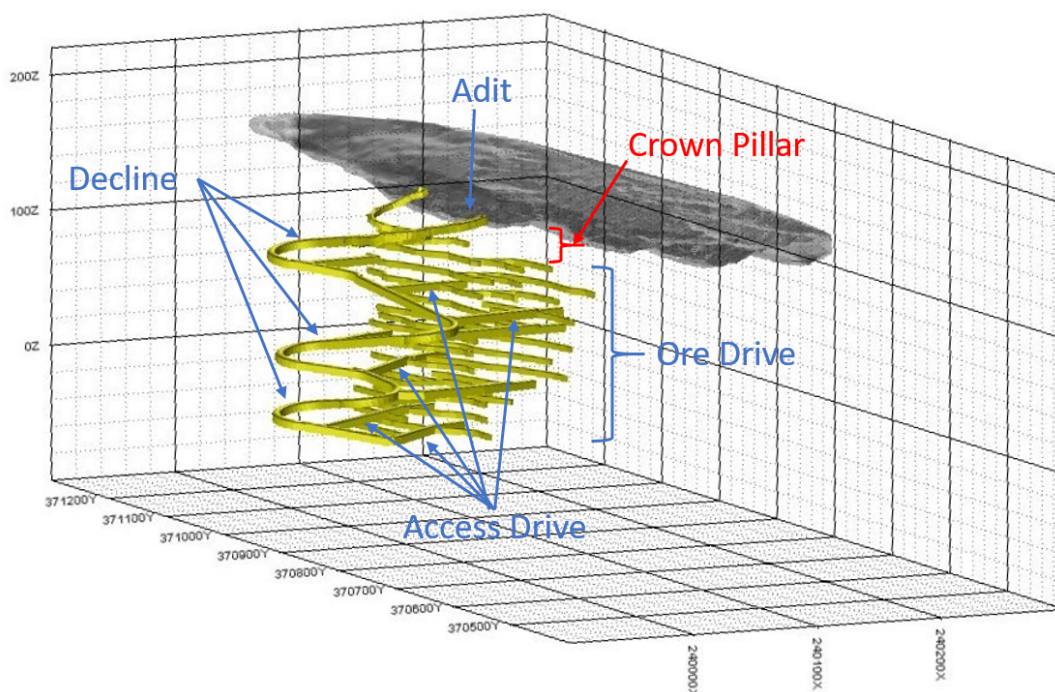 200Z
Adit
Crown Pillar
Decline
100Z
0Z
Ore Drive
371200Y
371100Y
371000Y
370900Y
370800Y
370700Y
370600Y
370500Y
Access Drive
240000X
240100X
240200X